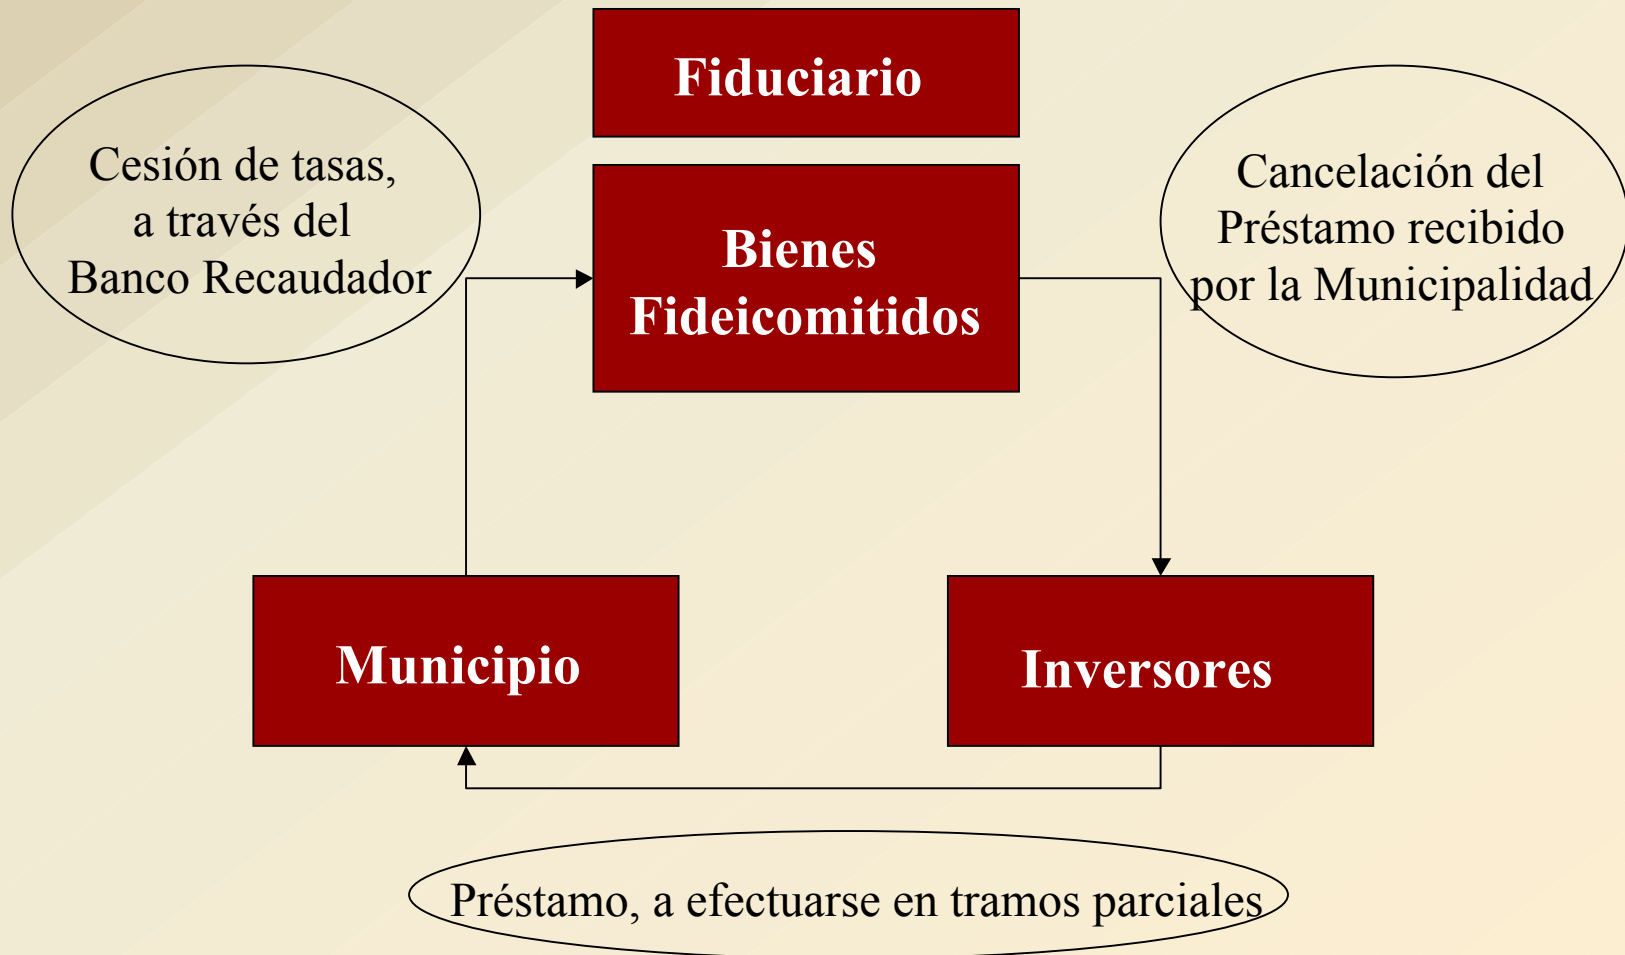 Fiduciario
Cesión de tasas,
a través del
Banco Recaudador
Bienes
Fideicomitidos
Cancelación del
Préstamo recibido
por la Municipalidad
Municipio
Inversores
Préstamo, a efectuarse en tramos parciales